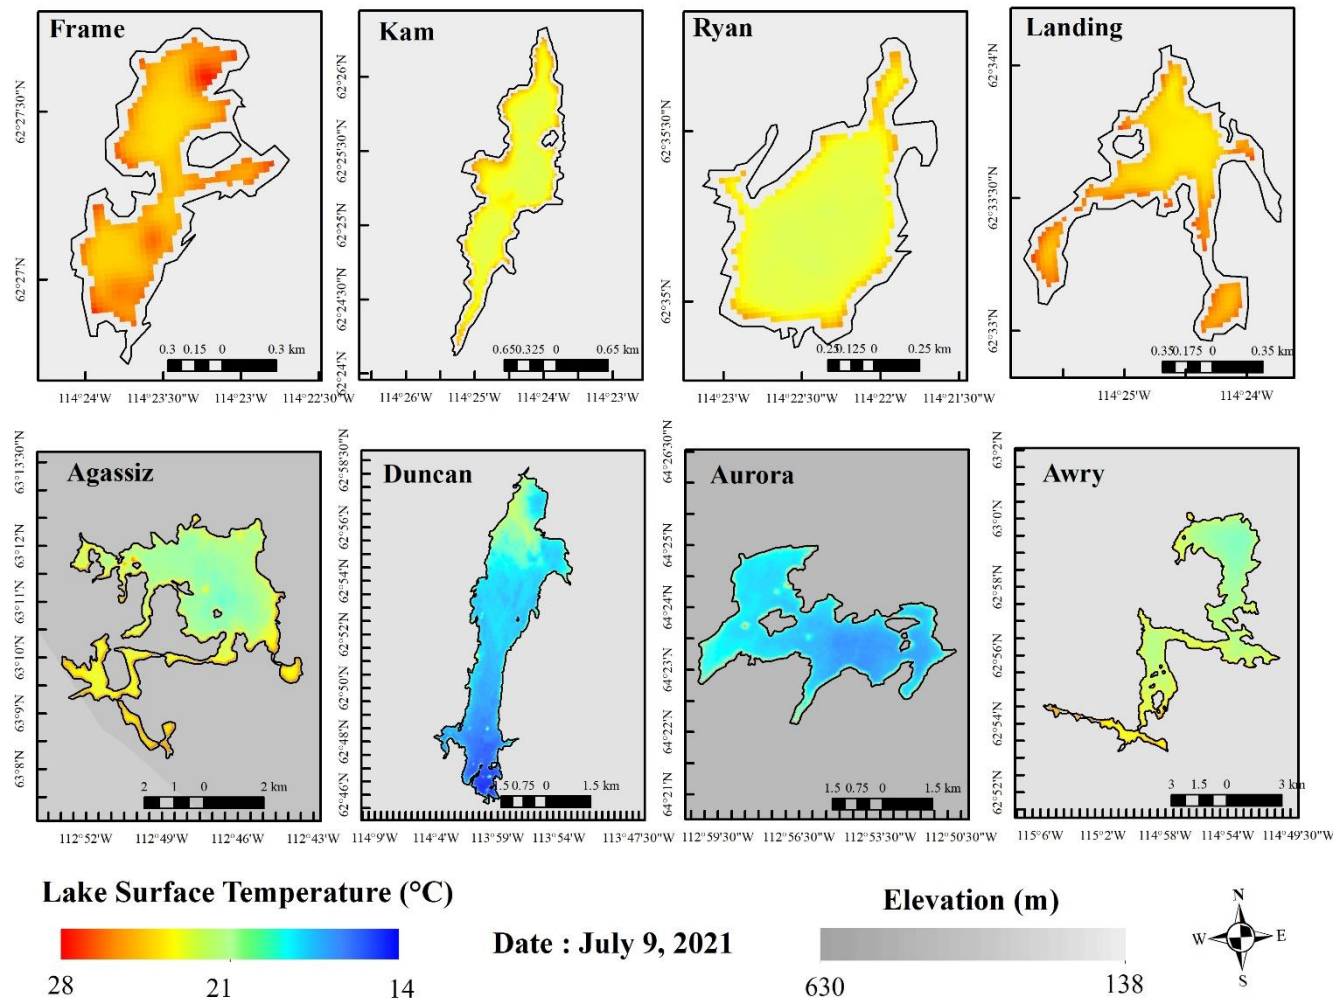 Frame
62°27'30"N
62°27'N
0.3 0.15 0 0.3 km
114°24'W 114°23'30"W 114°22'30"W
Kam
62°26'N
62°25'30"N
62°25'N
62°24'30"N
62°24'N
0.65 0.325 0 0.65 km
114°26'W 114°25'W 114°24'W 114°23'W
Ryan
62°35'30"N
62°35'N
0.25 0.125 0 0.25 km
114°23'W 114°22'30"W 114°22'W 114°21'30"W
Landing
62°34'N
62°33'30"N
62°33'N
0.35 0.175 0 0.35 km
114°25'W 114°24'W
Agassiz
63°13'30"N
63°12'N
63°11'N
63°10'N
63°9'N
63°8'N
2 1 0 2 km
112°52'W 112°49'W 112°46'W 112°43'W
Duncan
62°58'30"N
62°56'N
62°54'N
62°52'N
62°50'N
62°48'N
62°46'N
1.5 0.75 0 1.5 km
114°9'W 114°4'W 113°59'W 113°54'W 113°47'30"W
Aurora
64°26'30"N
64°25'N
64°24'N
64°23'N
64°22'N
64°21'N
1.5 0.75 0 1.5 km
112°59'30"W 112°56'30"W 112°53'30"W 112°50'30"W
Awry
63°2'N
63°0'N
62°58'N
62°56'N
62°54'N
62°52'N
3 1.5 0 3 km
115°6'W 115°2'W 114°58'W 114°54'W 114°49'30"W
Lake Surface Temperature (°C)
28 21 14
Date : July 9, 2021
Elevation (m)
630 138
N
W E
S